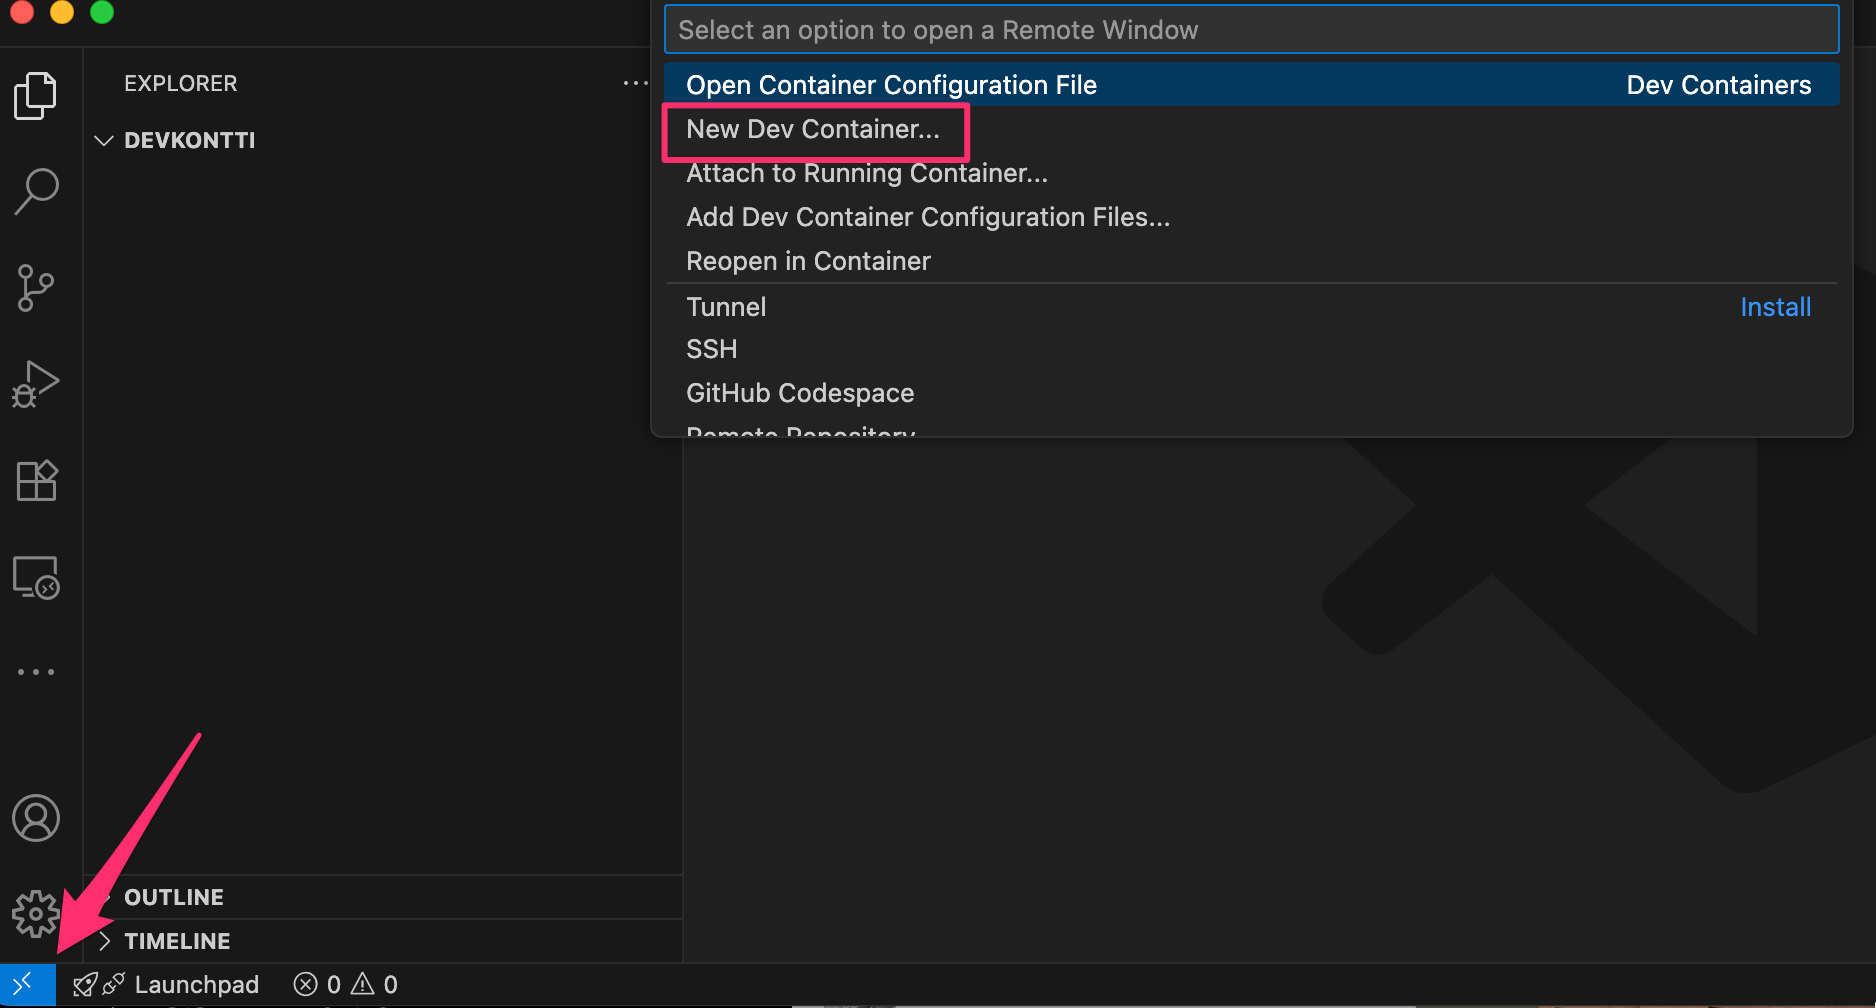 Select an option to open a Remote Window
EXPLORER
Open Container Configuration File Dev Containers
New Dev Container...
DEVKONTTI
Attach to Running Container...
Add Dev Container Configuration Files...
Reopen in Container
Tunnel Install
SSH
GitHub Codespace
Remote Repository
OUTLINE
TIMELINE
Launchpad 0 0